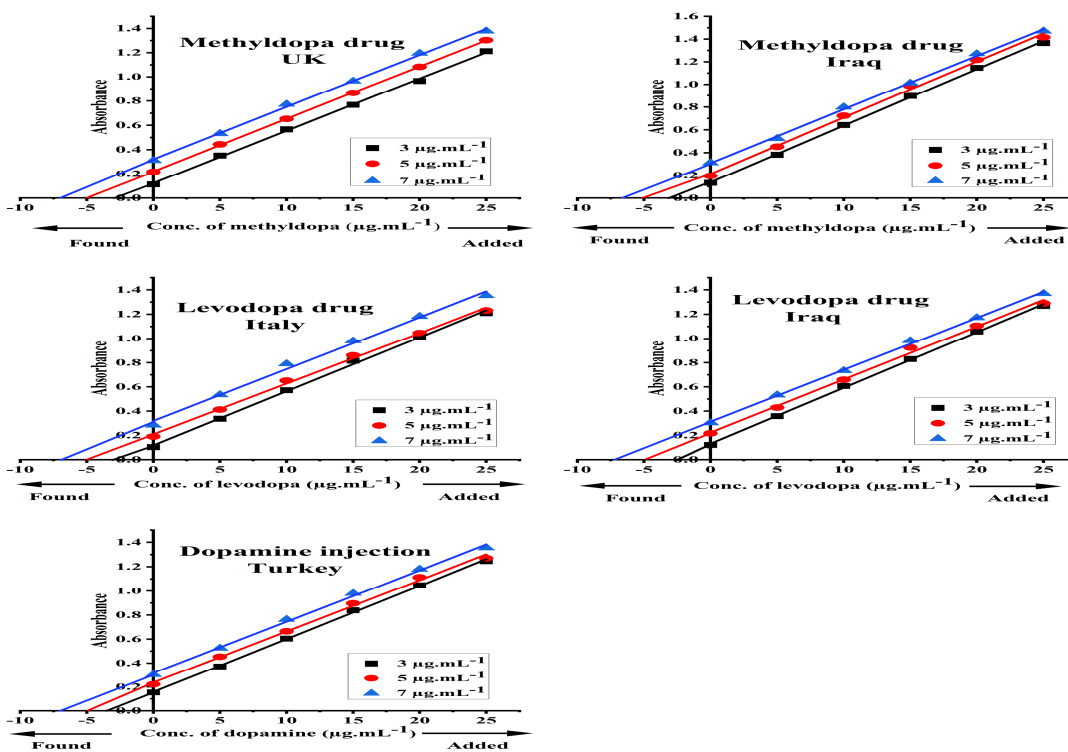 Methyldopa drug
UK
Absorbance
1.4
1.2
1.0
0.8
0.6
0.4
0.2
0.0
3 µg.mL-1
5 µg.mL-1
7 µg.mL-1
-10 -5 0 5 10 15 20 25
Conc. of methyldopa (µg.mL-1)
Found
Added
Methyldopa drug
Iraq
Absorbance
1.6
1.4
1.2
1.0
0.8
0.6
0.4
0.2
0.0
3 µg.mL-1
5 µg.mL-1
7 µg.mL-1
-10 -5 0 5 10 15 20 25
Conc. of methyldopa (µg.mL-1)
Found
Added
Levodopa drug
Italy
Absorbance
1.4
1.2
1.0
0.8
0.6
0.4
0.2
0.0
3 µg.mL-1
5 µg.mL-1
7 µg.mL-1
-10 -5 0 5 10 15 20 25
Conc. of levodopa (µg.mL-1)
Found
Added
Levodopa drug
Iraq
Absorbance
1.4
1.2
1.0
0.8
0.6
0.4
0.2
0.0
3 µg.mL-1
5 µg.mL-1
7 µg.mL-1
-10 -5 0 5 10 15 20 25
Conc. of levodopa (µg.mL-1)
Found
Added
Dopamine injection
Turkey
Absorbance
1.4
1.2
1.0
0.8
0.6
0.4
0.2
0.0
3 µg.mL-1
5 µg.mL-1
7 µg.mL-1
-10 -5 0 5 10 15 20 25
Conc. of dopamine (µg.mL-1)
Found
Added